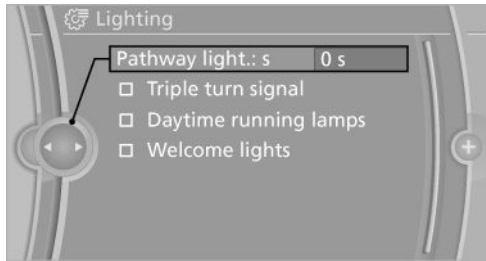 Lighting
Pathway light.: s 0 s
Triple turn signal
Daytime running lamps
Welcome lights